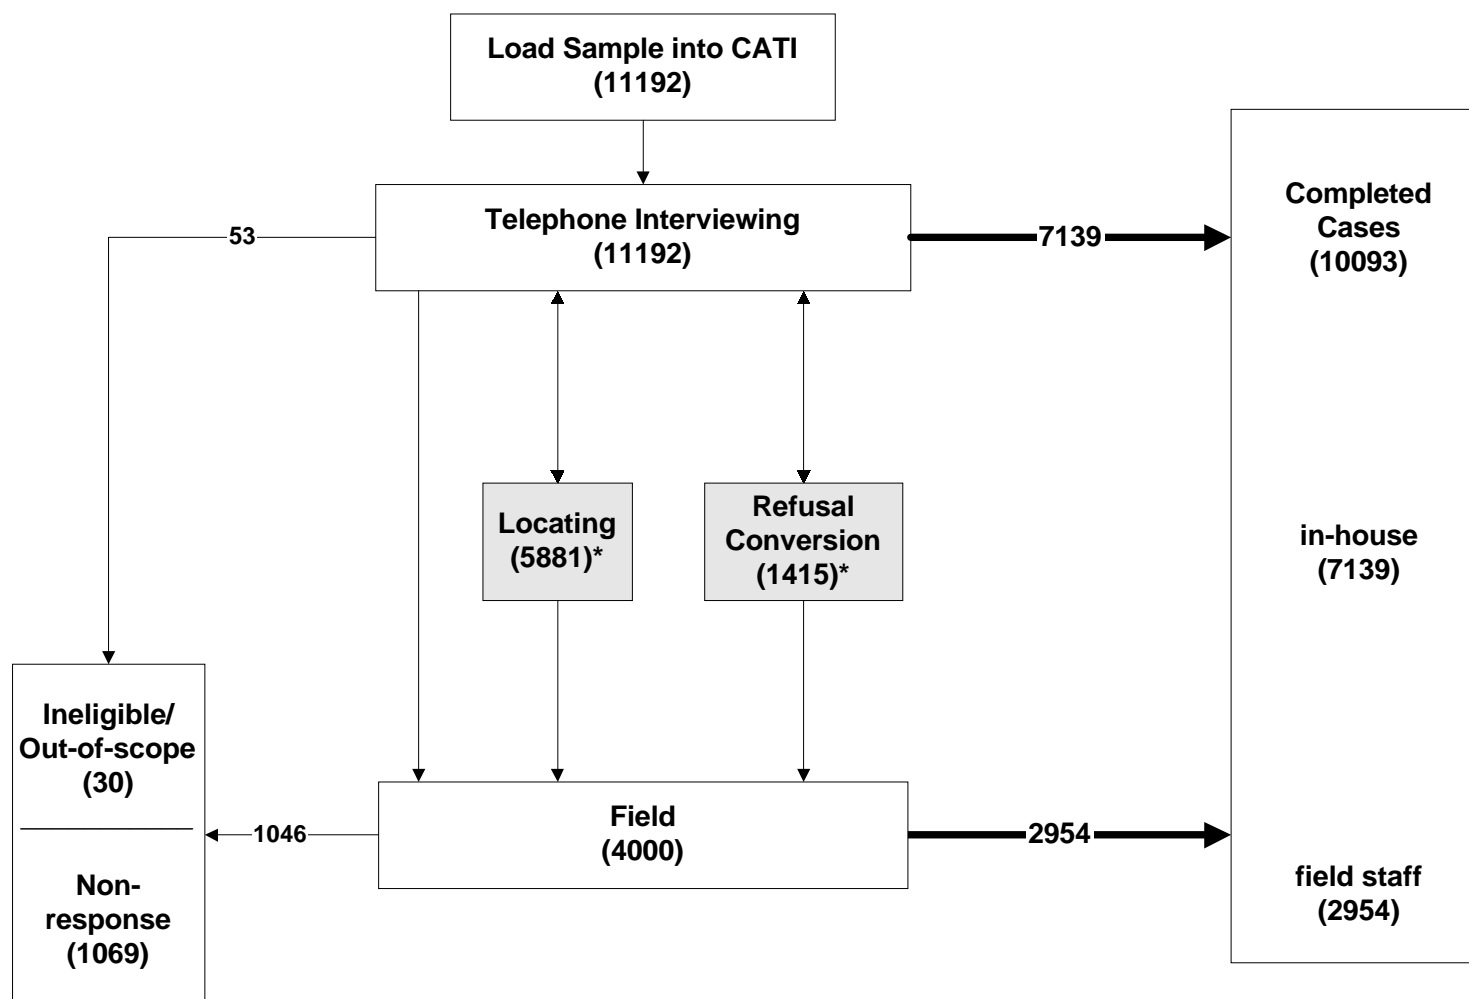 Load Sample into CATI
(11192)
Telephone Interviewing
(11192)
53
7139
Completed
Cases
(10093)
Locating
(5881)*
Refusal
Conversion
(1415)*
in-house
(7139)
Ineligible/
Out-of-scope
(30)
Non-
response
(1069)
1046
Field
(4000)
2954
field staff
(2954)